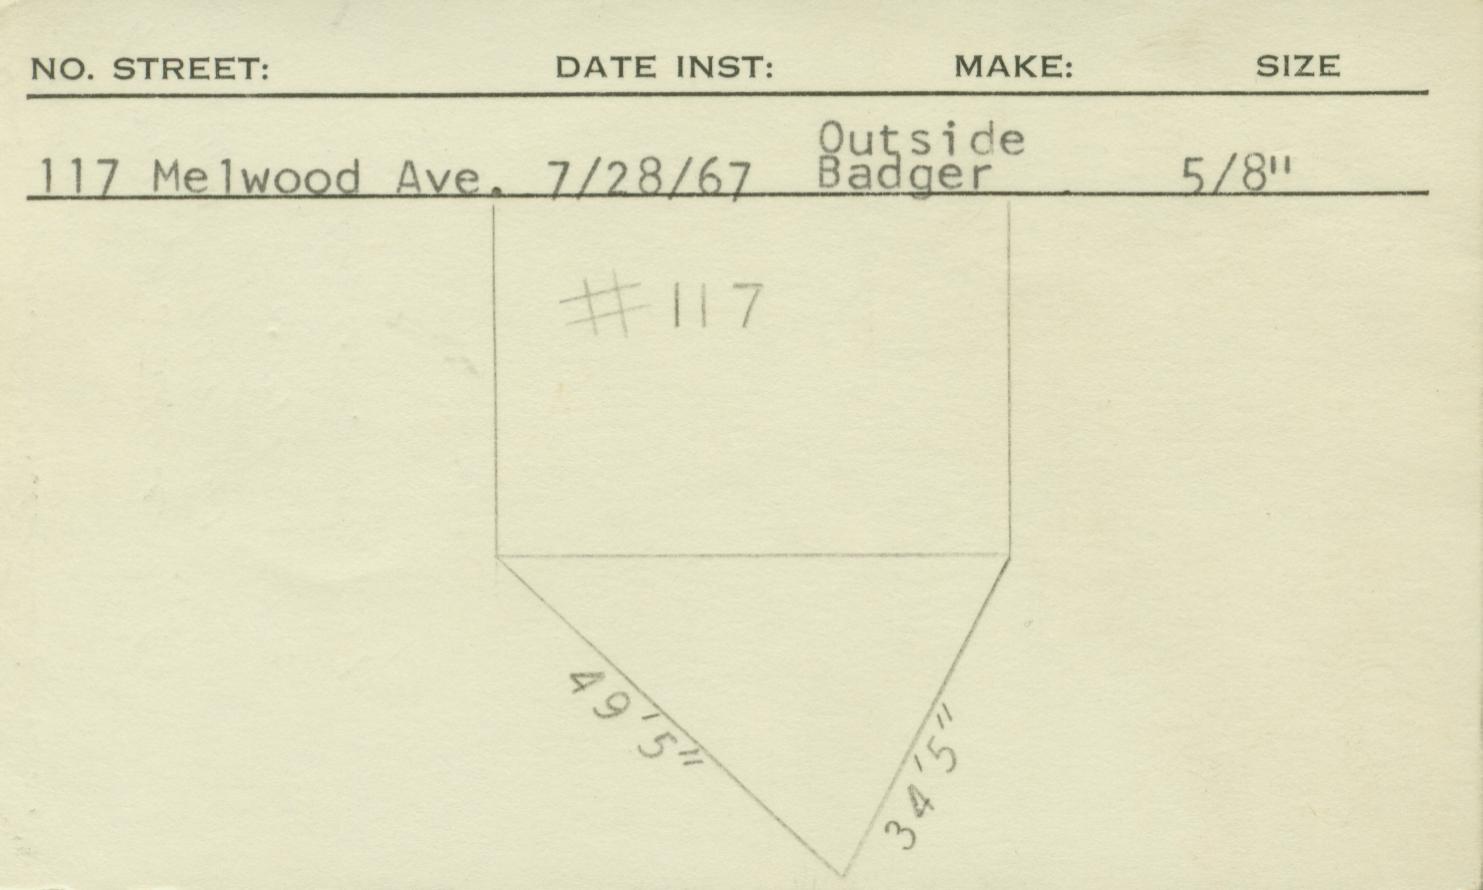 NO. STREET: DATE INST: MAKE: SIZE
Outside
117 Melwood Ave. 7/28/67 Badger 5/8"
#117
49'5"
34'5"